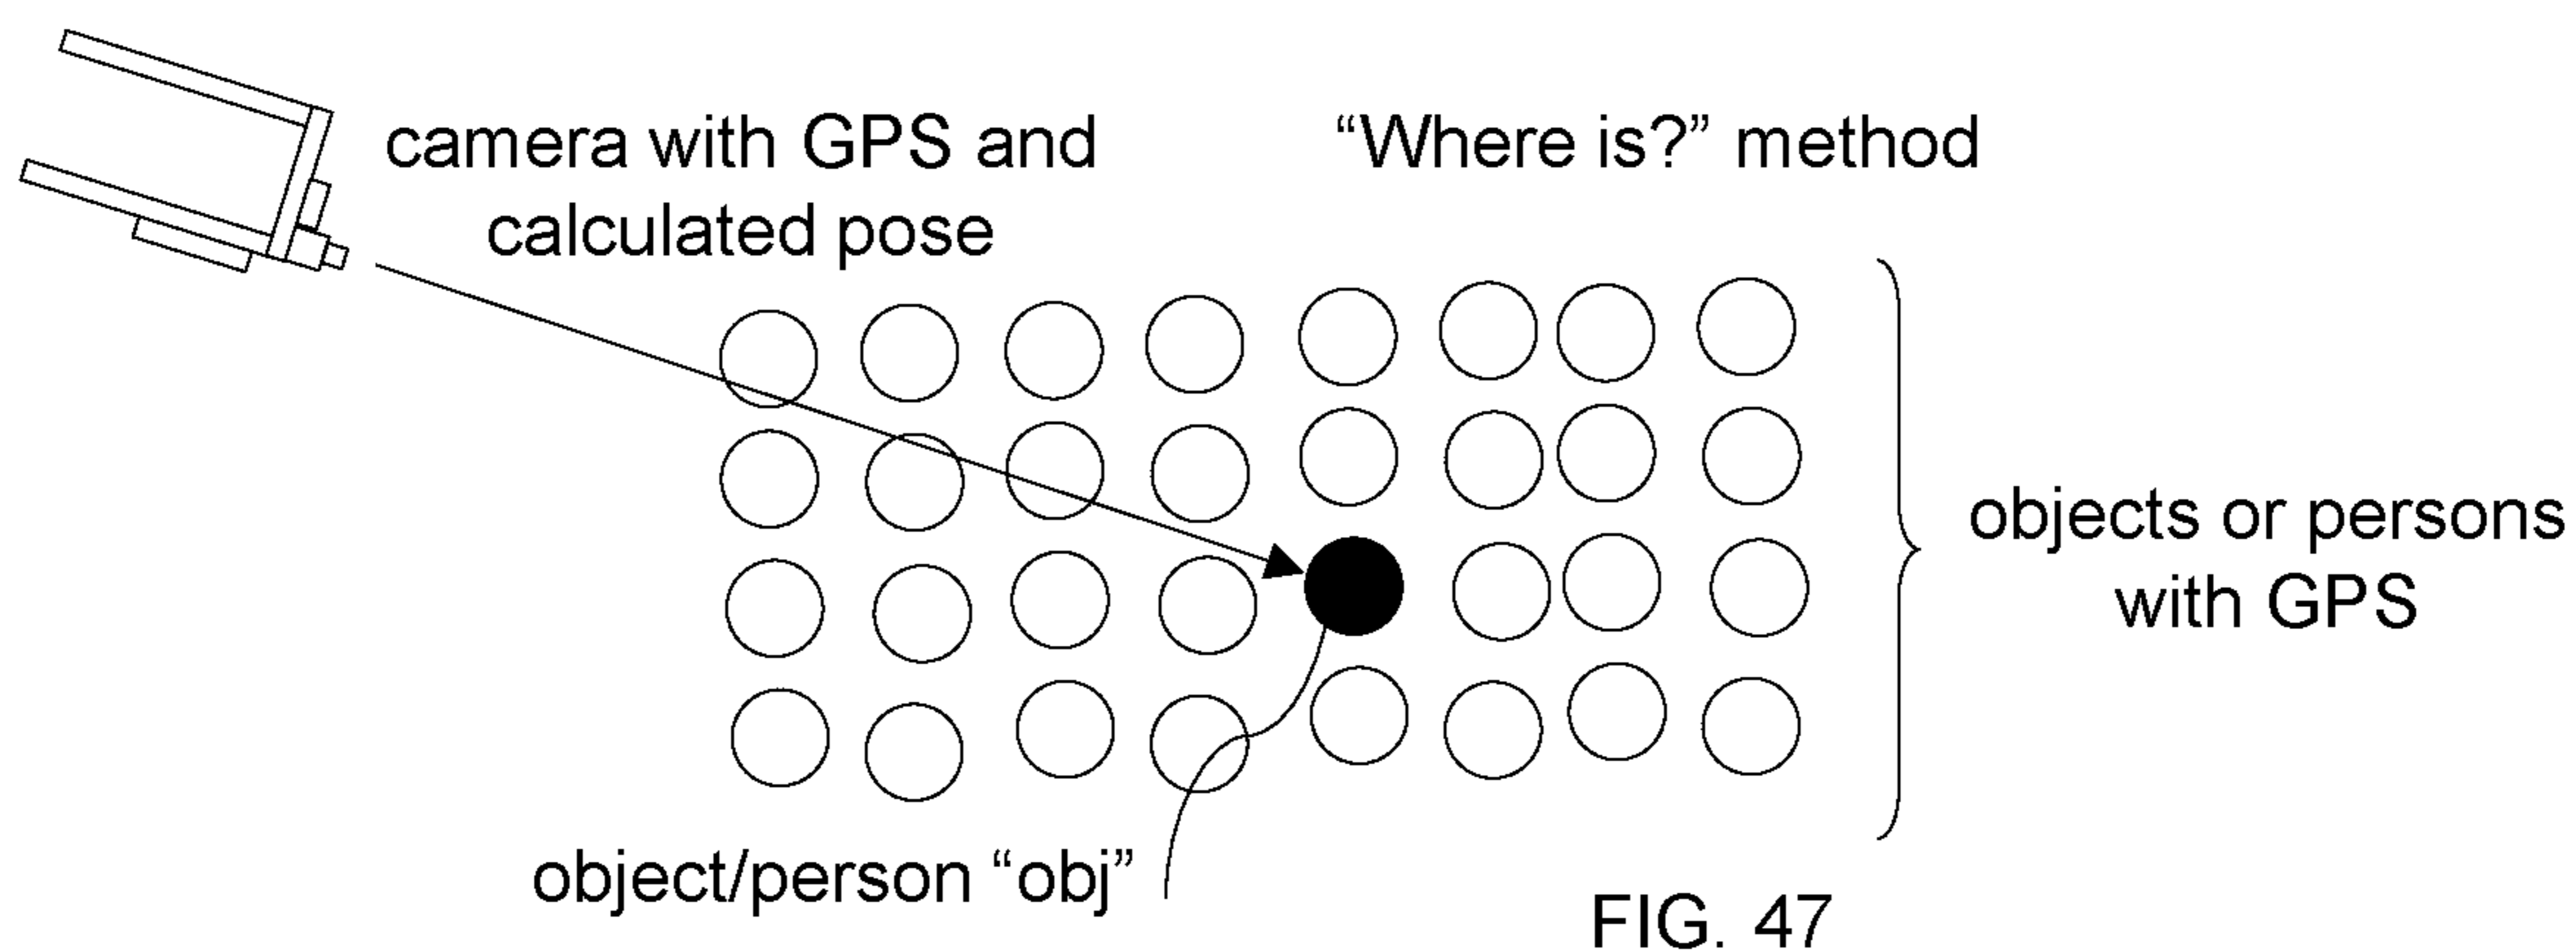 camera with GPS and
calculated pose
“Where is?” method
objects or persons
with GPS
object/person “obj”
FIG. 47